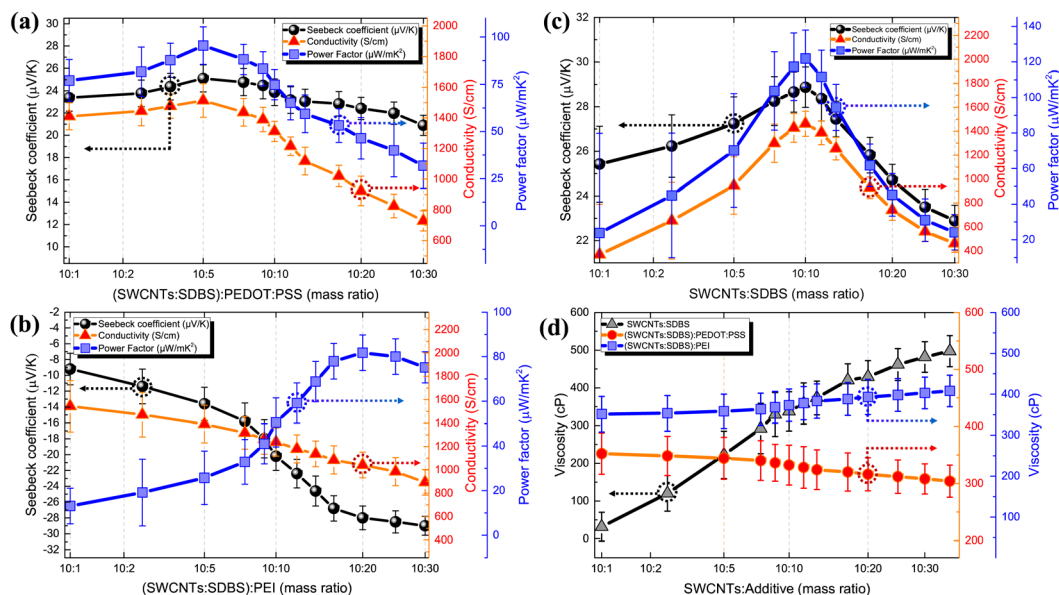 (a)
Seebeck coefficient (µV/K)
Conductivity (S/cm)
Power Factor (µW/mK²)
Seebeck coefficient (µV/K)
30
28
26
24
22
20
18
16
14
12
10
10:1 10:2 10:5 10:10 10:20 10:30
(SWCNTs:SDBS):PEDOT:PSS (mass ratio)
2000
1800
1600
1400
1200
1000
800
600
Conductivity (S/cm)
100
75
50
25
0
Power factor (µW/mK²)
(c)
Seebeck coefficient (µV/K)
Conductivity (S/cm)
Power Factor (µW/mK²)
Seebeck coefficient (µV/K)
32
30
28
26
24
22
10:1 10:2 10:5 10:10 10:20 10:30
SWCNTs:SDBS (mass ratio)
2200
2000
1800
1600
1400
1200
1000
800
600
400
Conductivity (S/cm)
140
120
100
80
60
40
20
Power factor (µW/mK²)
(b)
Seebeck coefficient (µV/K)
Conductivity (S/cm)
Power Factor (µW/mK²)
Seebeck coefficient (µV/K)
-2
-4
-6
-8
-10
-12
-14
-16
-18
-20
-22
-24
-26
-28
-30
-32
10:1 10:2 10:5 10:10 10:20 10:30
(SWCNTs:SDBS):PEI (mass ratio)
2200
2000
1800
1600
1400
1200
1000
800
600
400
Conductivity (S/cm)
100
80
60
40
20
0
Power factor (µW/mK²)
(d)
SWCNTs:SDBS
(SWCNTs:SDBS):PEDOT:PSS
(SWCNTs:SDBS):PEI
Viscosity (cP)
600
500
400
300
200
100
0
10:1 10:2 10:5 10:10 10:20 10:30
SWCNTs:Additive (mass ratio)
600
500
400
300
200
Viscosity (cP)
600
500
400
300
200
100
0
Viscosity (cP)